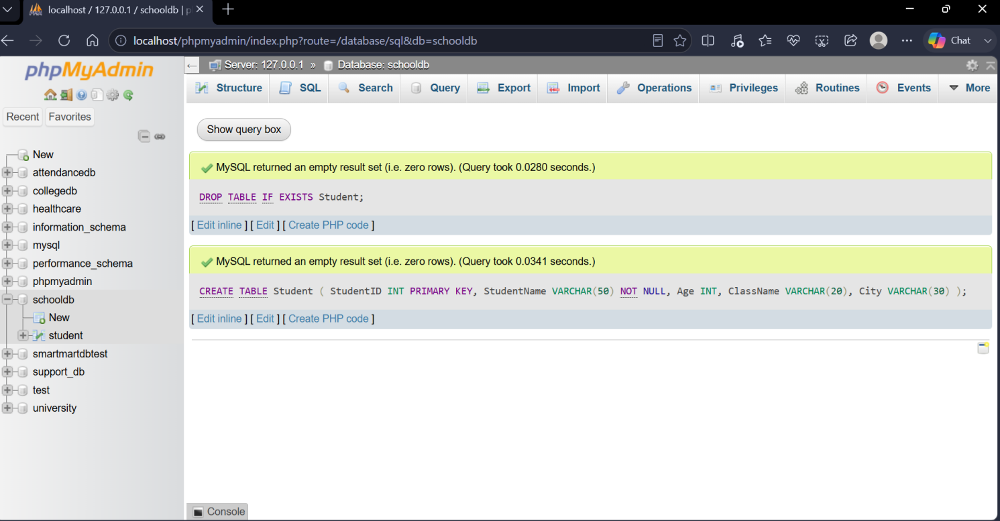 localhost / 127.0.0.1 / schooldb | p
localhost/phpmyadmin/index.php?route=/database/sql&db=schooldb
Chat
phpMyAdmin
Recent Favorites
New
attendancedb
collegedb
healthcare
information_schema
mysql
performance_schema
phpmyadmin
schooldb
New
student
smartmartdbtest
support_db
test
university
Server: 127.0.0.1 » Database: schooldb
Structure SQL Search Query Export Import Operations Privileges Routines Events More
Show query box
MySQL returned an empty result set (i.e. zero rows). (Query took 0.0280 seconds.)
DROP TABLE IF EXISTS Student;
[ Edit inline ] [ Edit ] [ Create PHP code ]
MySQL returned an empty result set (i.e. zero rows). (Query took 0.0341 seconds.)
CREATE TABLE Student ( StudentID INT PRIMARY KEY, StudentName VARCHAR(50) NOT NULL, Age INT, ClassName VARCHAR(20), City VARCHAR(30) );
[ Edit inline ] [ Edit ] [ Create PHP code ]
Console